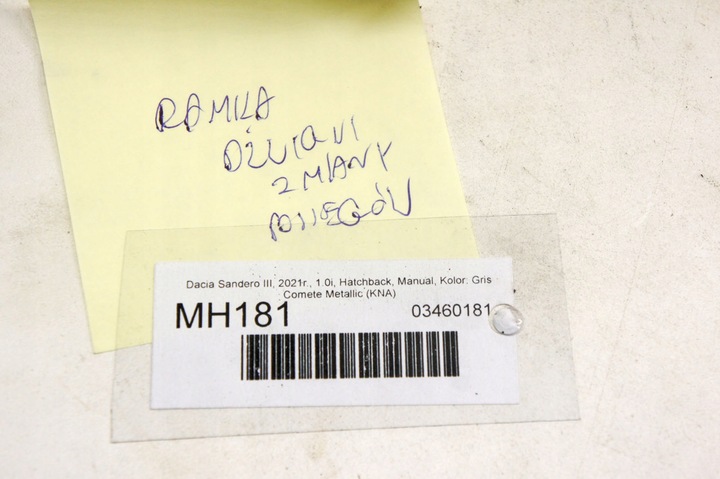 RAMKA
DŹWIGNI
ZMIANY
BIEGÓW
Dacia Sandero III, 2021r., 1.0i, Hatchback, Manual, Kolor: Gris
Comete Metallic (KNA)
MH181 03460181